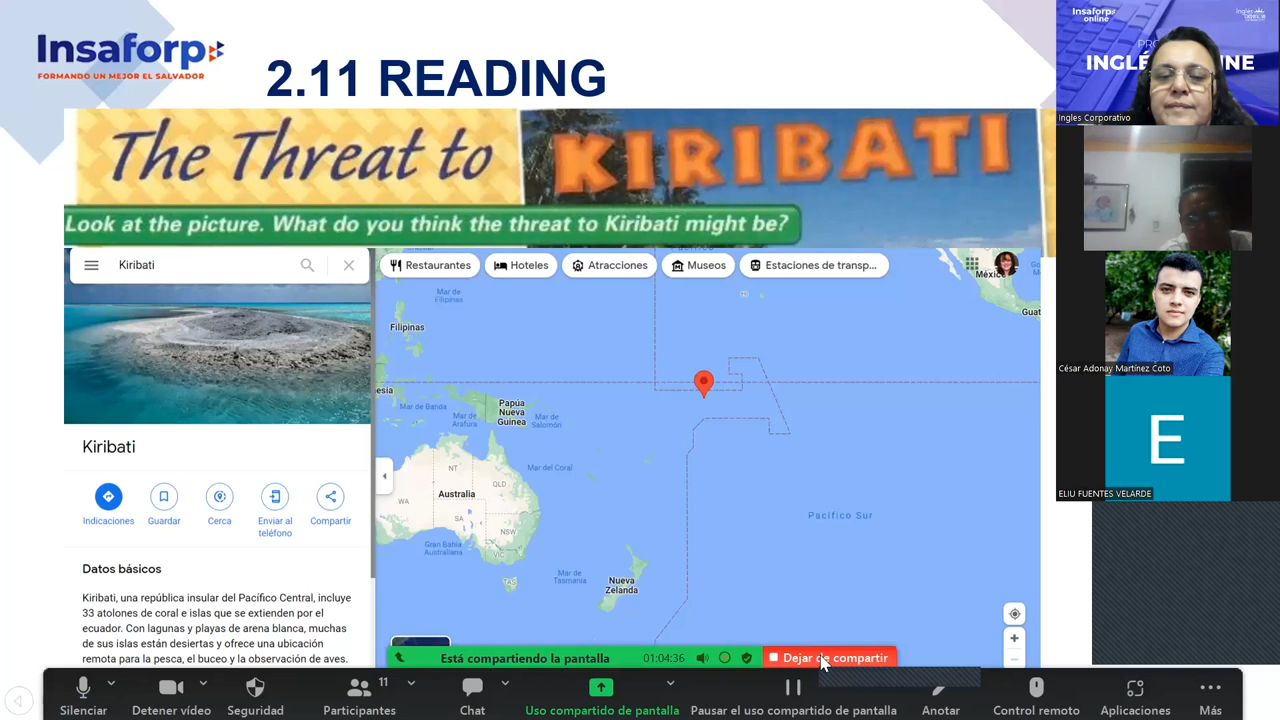 Insaforp
FORMANDO UN MEJOR EL SALVADOR
2.11 READING
The Threat to KIRIBATI
Look at the picture. What do you think the threat to Kiribati might be?
Kiribati
Restaurantes
Hoteles
Atracciones
Museos
Estaciones de transp...
Kiribati
Indicaciones
Guardar
Cerca
Enviar al teléfono
Compartir
Datos básicos
Kiribati, una república insular del Pacífico Central, incluye
33 atolones de coral e islas que se extienden por el
ecuador. Con lagunas y playas de arena blanca, muchas
de sus islas están desiertas y ofrece una ubicación
remota para la pesca, el buceo y la observación de aves.
Mar de Filipinas
Filipinas
esia
Mar de Banda
Mar de Arafura
Papúa Nueva Guinea
Mar de Salomón
Mar del Coral
NT
QLD
WA
Australia
SA
NSW
VIC
TAS
Gran Bahía Australiana
Mar de Tasmania
Nueva Zelanda
Pacífico Sur
México
Guat
Insaforp online
INGLÉ
INE
Ingles Corporativo
César Adonay Martínez Coto
E
ELIU FUENTES VELARDE
Está compartiendo la pantalla
01:04:36
Dejar de compartir
Silenciar
Detener vídeo
Seguridad
11
Participantes
Chat
Uso compartido de pantalla
Pausar el uso compartido de pantalla
Anotar
Control remoto
Aplicaciones
Más